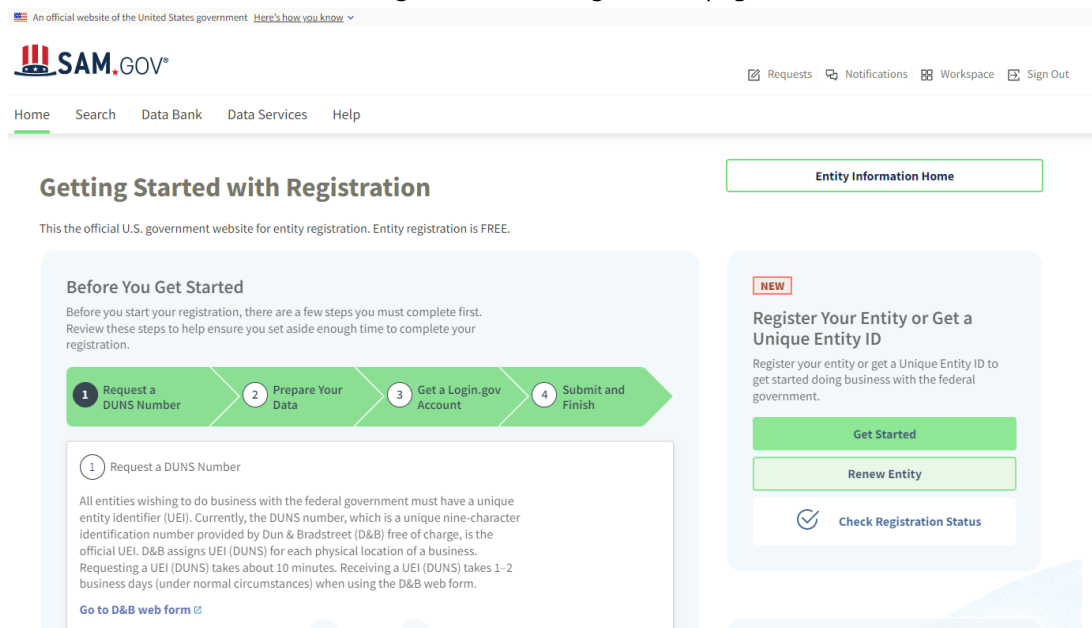 An official website of the United States government Here's how you know
SAM.GOV®
Requests Notifications Workspace Sign Out
Home Search Data Bank Data Services Help
Getting Started with Registration
This the official U.S. government website for entity registration. Entity registration is FREE.
Before You Get Started
Before you start your registration, there are a few steps you must complete first.
Review these steps to help ensure you set aside enough time to complete your
registration.
1 Request a
DUNS Number
2 Prepare Your
Data
3 Get a Login.gov
Account
4 Submit and
Finish
1 Request a DUNS Number
All entities wishing to do business with the federal government must have a unique
entity identifier (UEI). Currently, the DUNS number, which is a unique nine-character
identification number provided by Dun & Bradstreet (D&B) free of charge, is the
official UEI. D&B assigns UEI (DUNS) for each physical location of a business.
Requesting a UEI (DUNS) takes about 10 minutes. Receiving a UEI (DUNS) takes 1–2
business days (under normal circumstances) when using the D&B web form.
Go to D&B web form
Entity Information Home
NEW
Register Your Entity or Get a
Unique Entity ID
Register your entity or get a Unique Entity ID to
get started doing business with the federal
government.
Get Started
Renew Entity
Check Registration Status